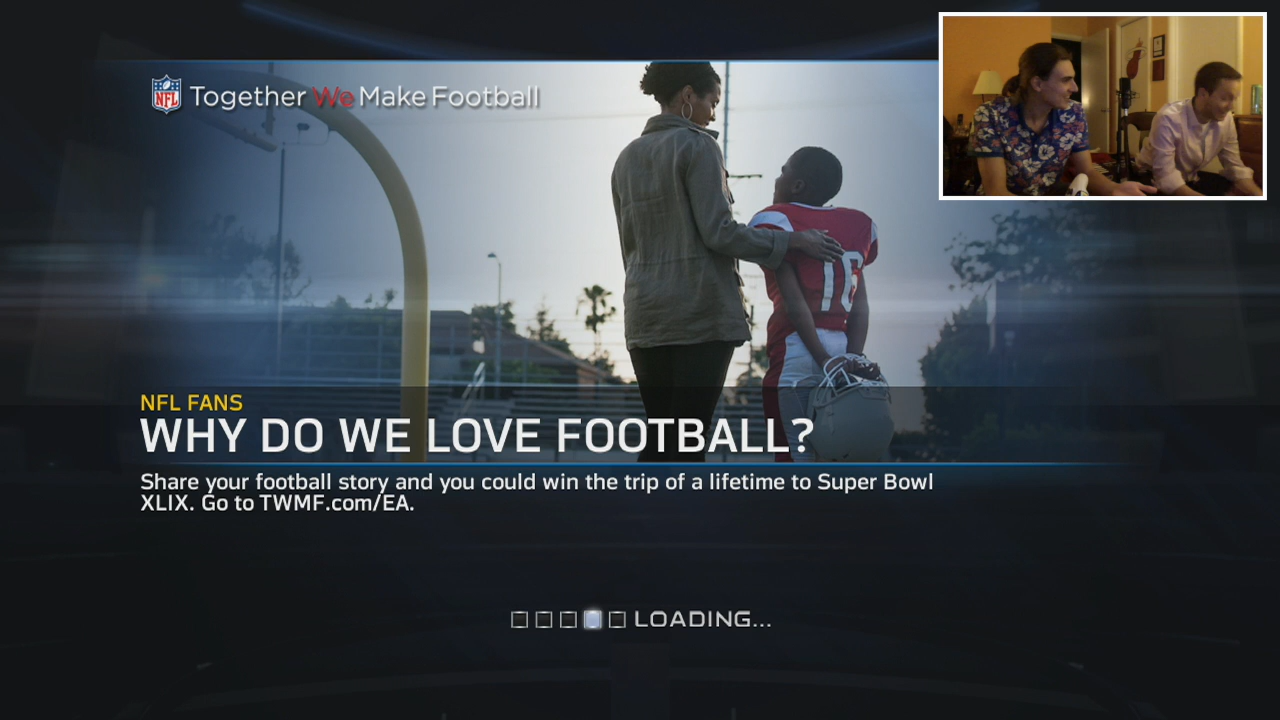 NFL Together We Make Football
16
NFL FANS
WHY DO WE LOVE FOOTBALL?
Share your football story and you could win the trip of a lifetime to Super Bowl
XLIX. Go to TWMF.com/EA.
LOADING...